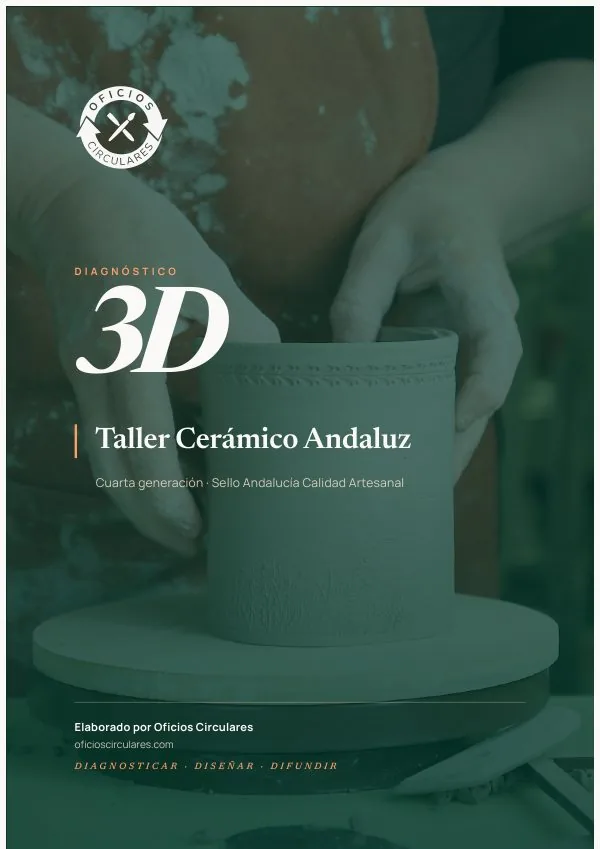 OFICIOS
CIRCULARES
DIAGNÓSTICO
3D
Taller Cerámico Andaluz
Cuarta generación · Sello Andalucía Calidad Artesanal
Elaborado por Oficios Circulares
oficioscirculares.com
DIAGNOSTICAR · DISEÑAR · DIFUNDIR